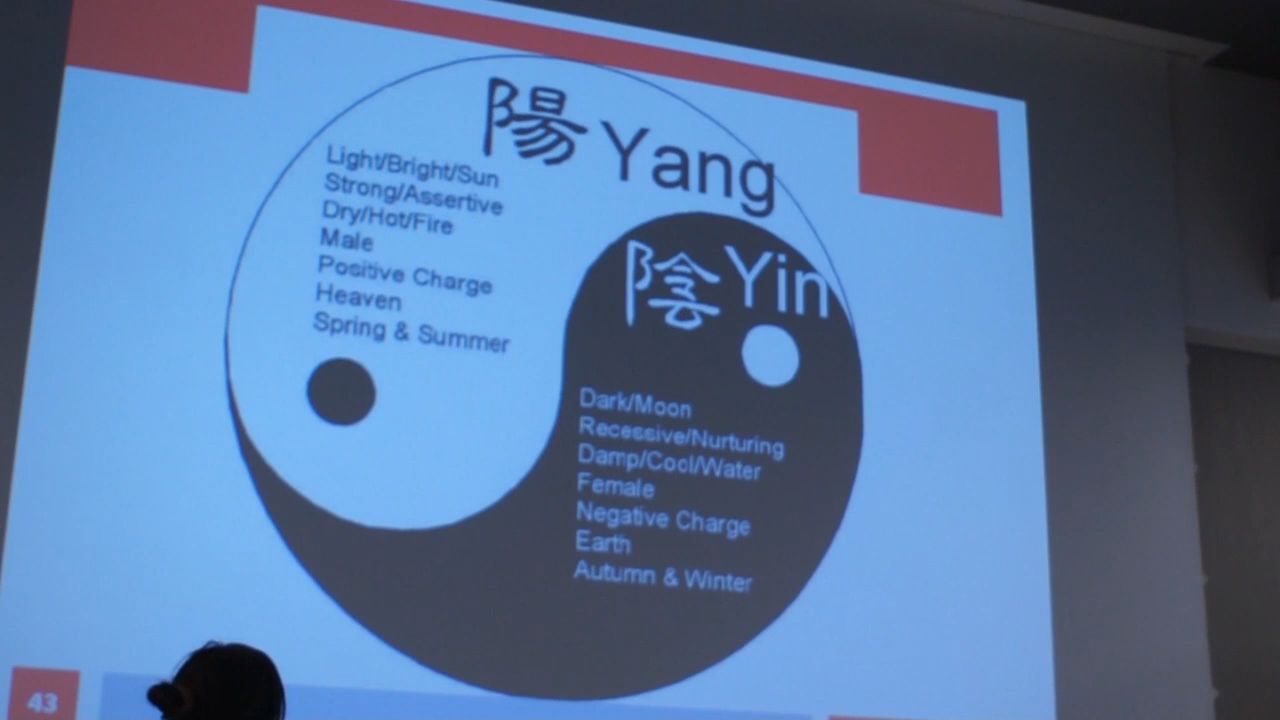 陽 Yang
Light/Bright/Sun
Strong/Assertive
Dry/Hot/Fire
Male
Positive Charge
Heaven
Spring & Summer
陰 Yin
Dark/Moon
Recessive/Nurturing
Damp/Cool/Water
Female
Negative Charge
Earth
Autumn & Winter
43